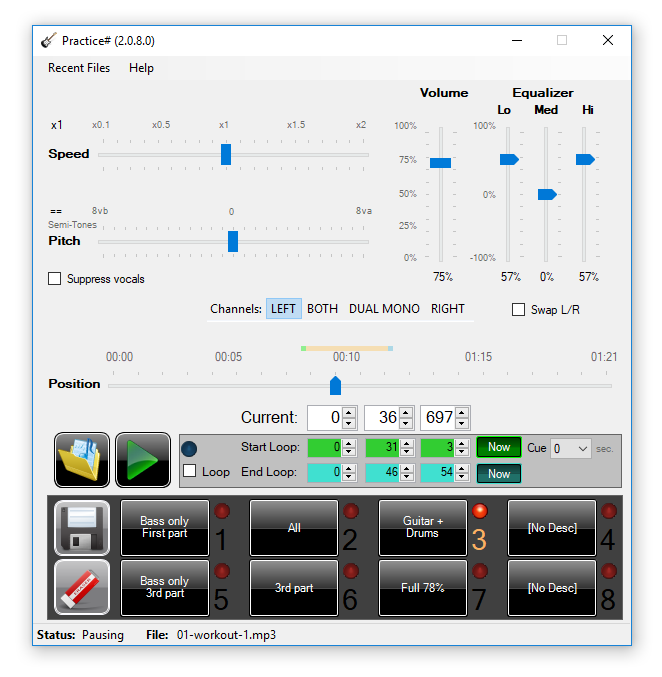 Practice# (2.0.8.0)
Recent Files Help
Volume Equalizer
Lo Med Hi
x1 x0.1 x0.5 x1 x1.5 x2
Speed
100% 75% 50% 25% 0%
100% 0% -100%
== 8vb 0 8va
Semi-Tones
Pitch
75% 57% 0% 57%
Suppress vocals
Channels: LEFT BOTH DUAL MONO RIGHT
Swap L/R
00:00 00:05 00:10 01:15 01:21
Position
Current: 0 36 697
Start Loop: 0 31 3 Now Cue 0 sec.
Loop End Loop: 0 46 54 Now
Bass only
First part
1
All
2
Guitar +
Drums
3
[No Desc]
4
ERASER
Bass only
3rd part
5
3rd part
6
Full 78%
7
[No Desc]
8
Status: Pausing File: 01-workout-1.mp3